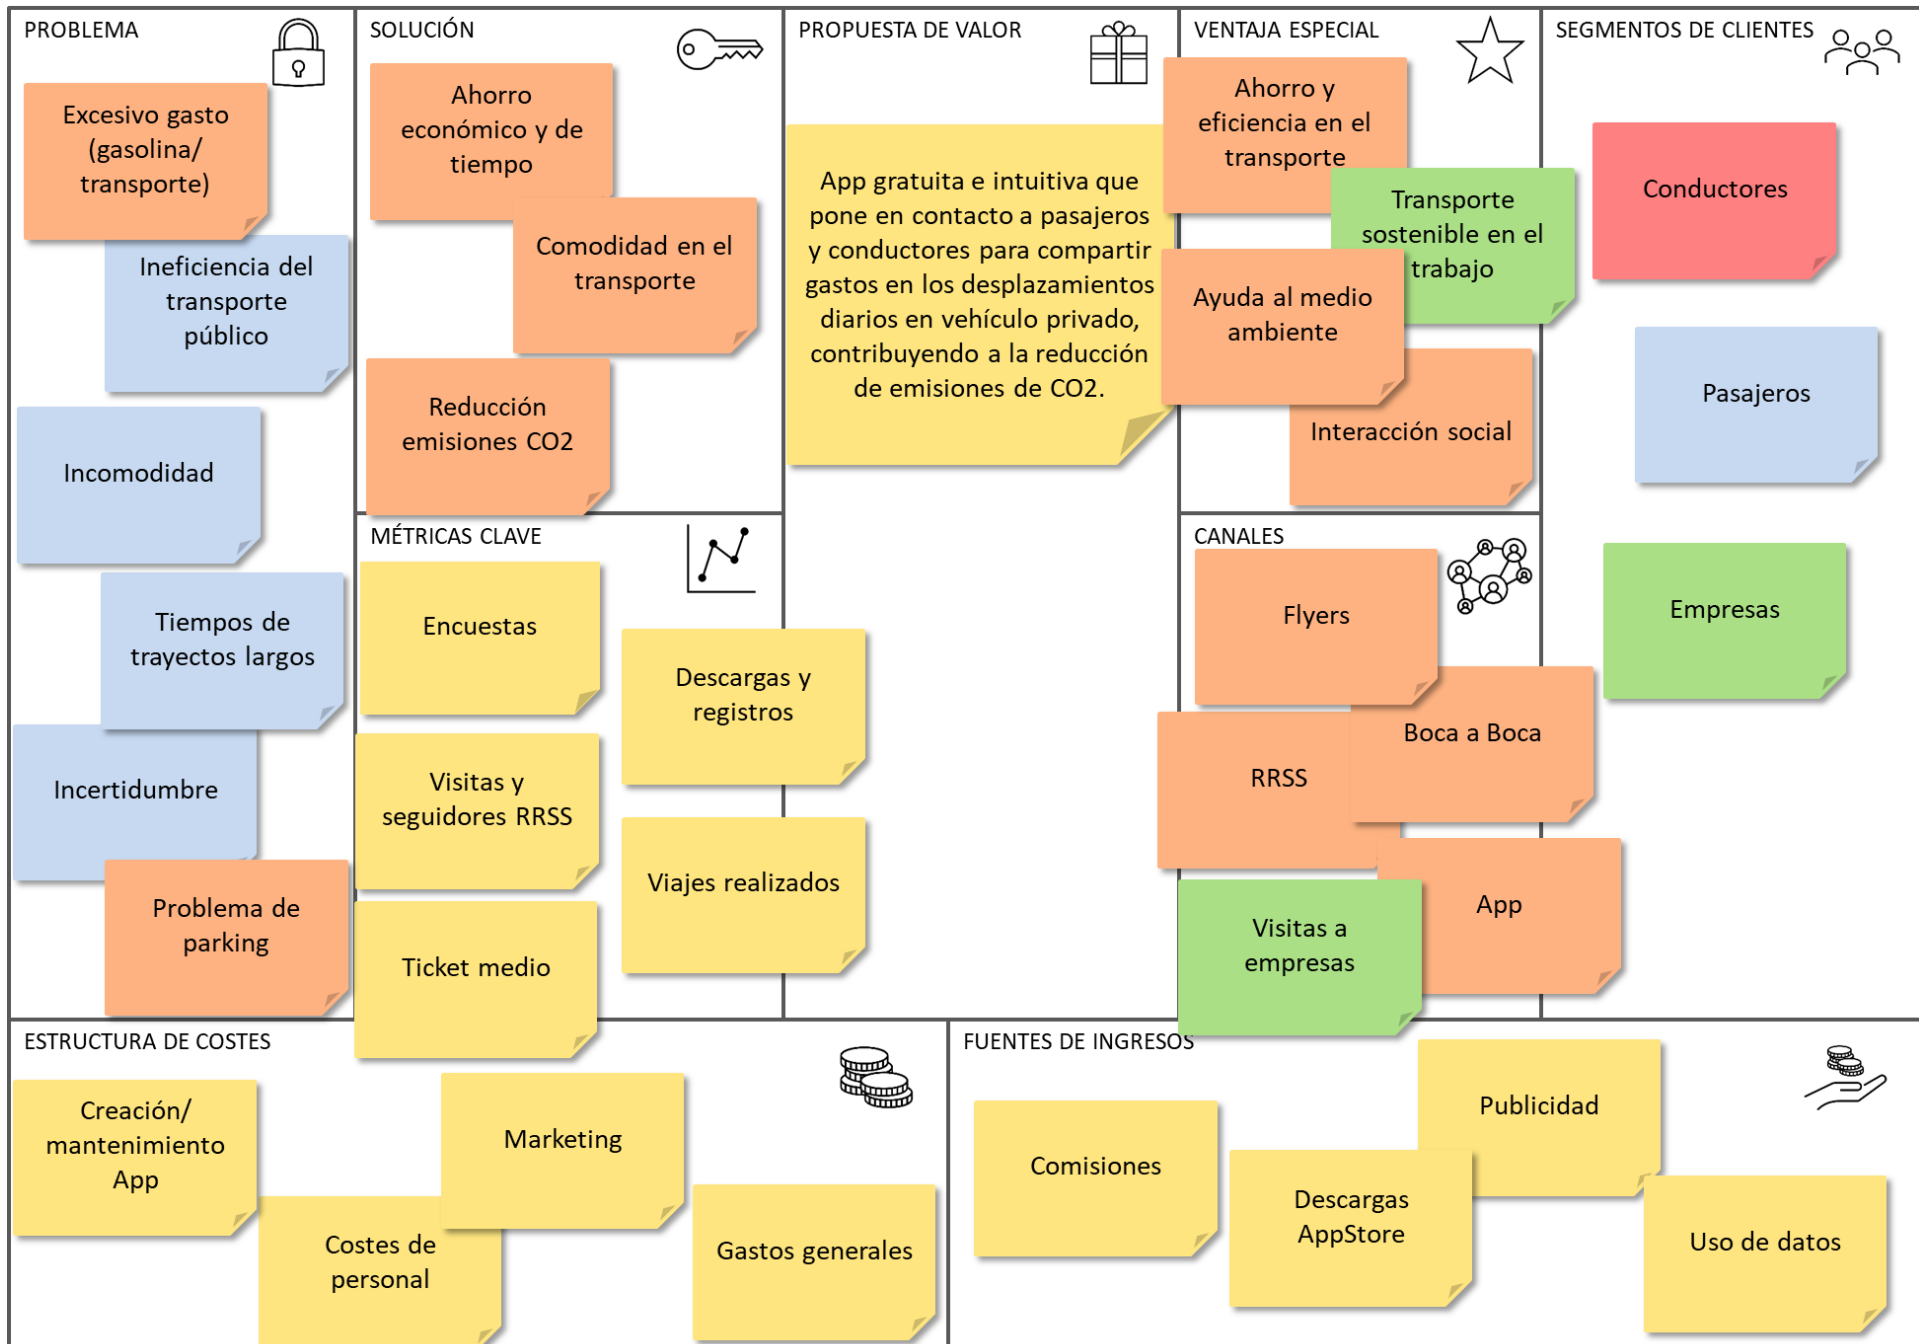 PROBLEMA
Excesivo gasto
(gasolina/
transporte)
Ineficiencia del
transporte
público
Incomodidad
Tiempos de
trayectos largos
Incertidumbre
Problema de
parking
SOLUCIÓN
Ahorro
económico y de
tiempo
Comodidad en el
transporte
Reducción
emisiones CO2
MÉTRICAS CLAVE
Encuestas
Descargas y
registros
Visitas y
seguidores RRSS
Viajes realizados
Ticket medio
PROPUESTA DE VALOR
App gratuita e intuitiva que
pone en contacto a pasajeros
y conductores para compartir
gastos en los desplazamientos
diarios en vehículo privado,
contribuyendo a la reducción
de emisiones de CO2.
VENTAJA ESPECIAL
Ahorro y
eficiencia en el
transporte
Transporte
sostenible en el
trabajo
Ayuda al medio
ambiente
Interacción social
CANALES
Flyers
Boca a Boca
RRSS
App
Visitas a
empresas
SEGMENTOS DE CLIENTES
Conductores
Pasajeros
Empresas
ESTRUCTURA DE COSTES
Creación/
mantenimiento
App
Costes de
personal
Marketing
Gastos generales
FUENTES DE INGRESOS
Comisiones
Descargas
AppStore
Publicidad
Uso de datos